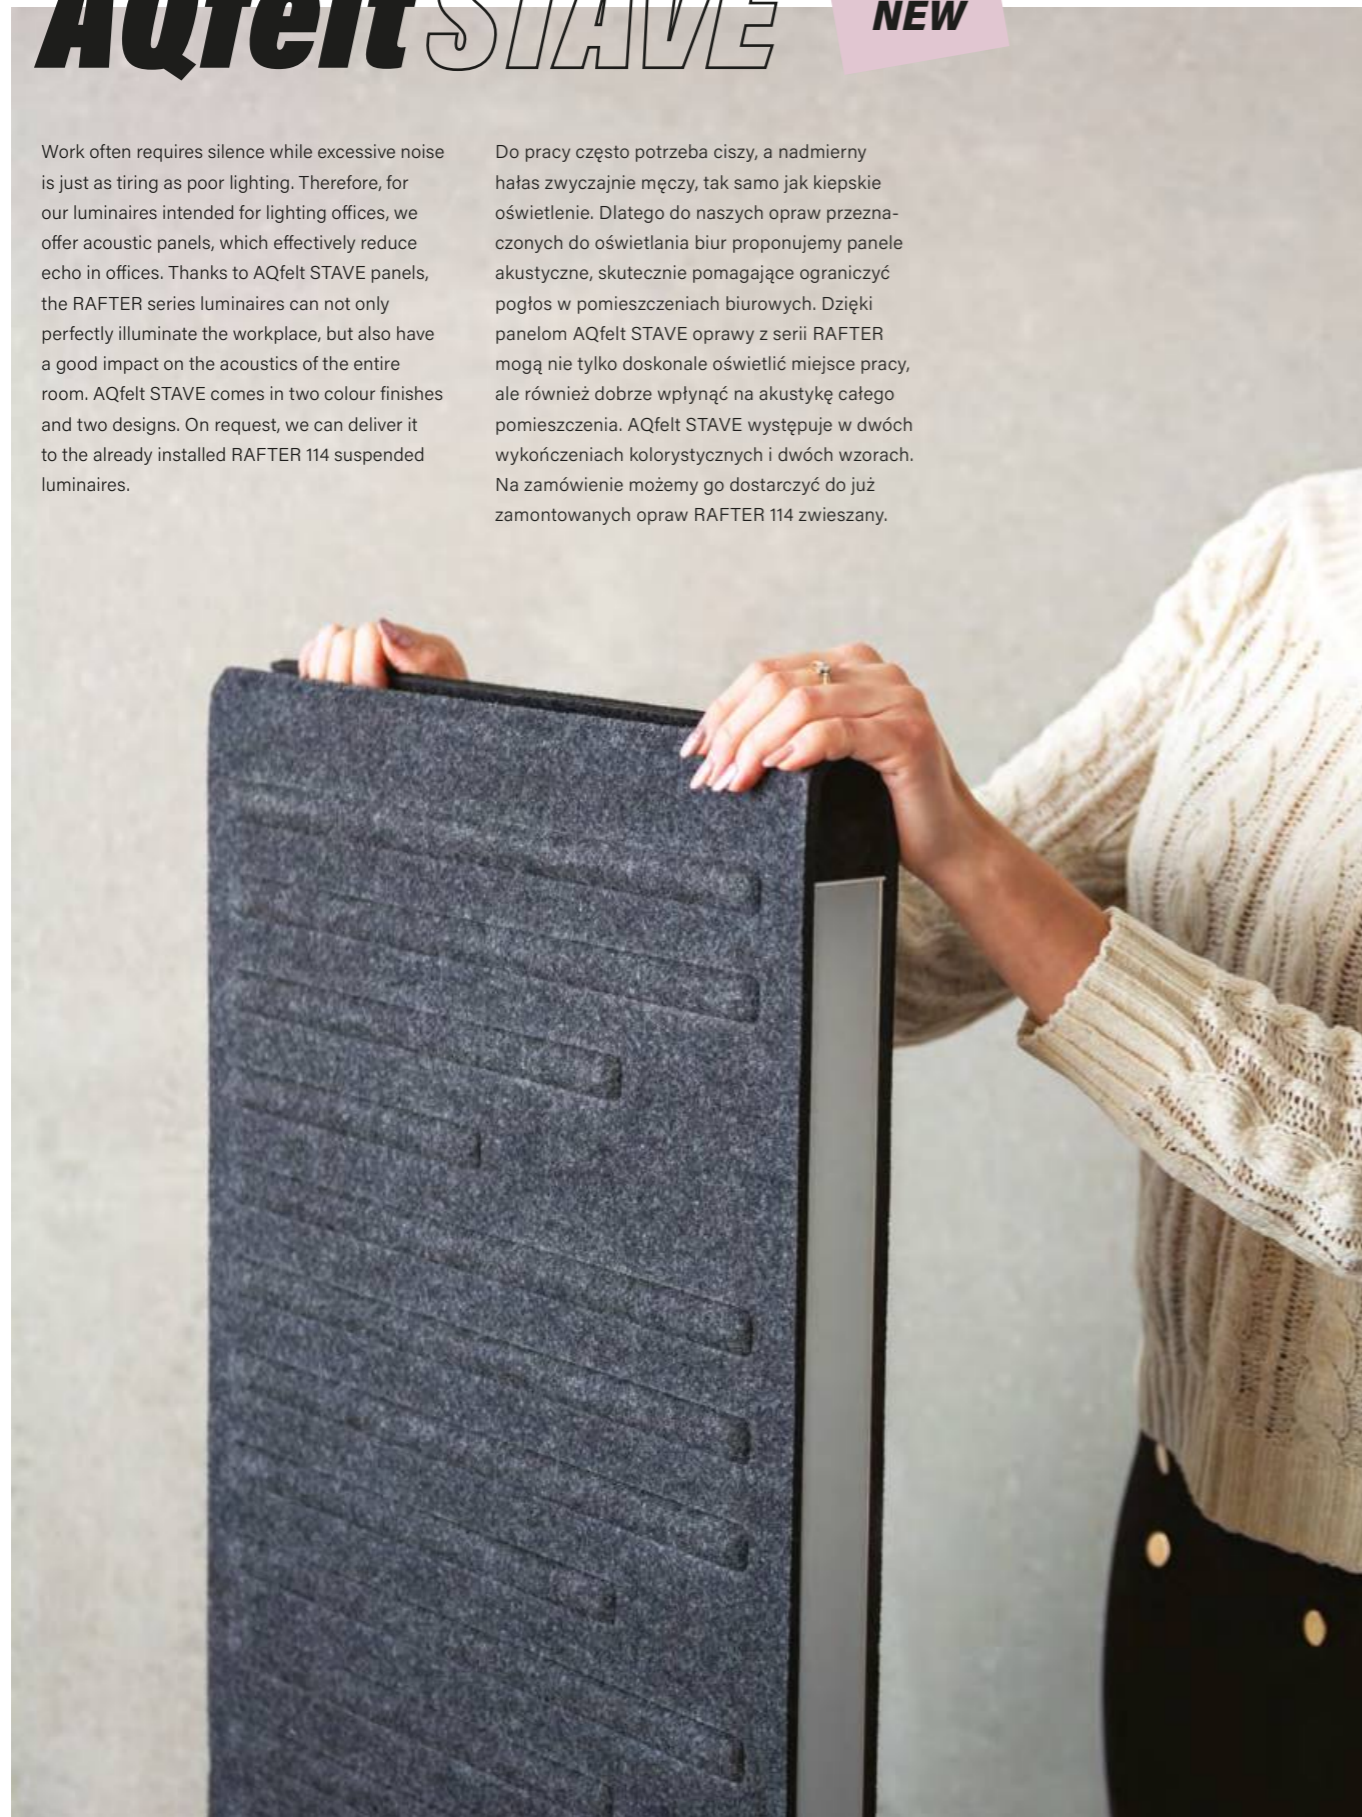 AQfelt STAVE
NEW
Work often requires silence while excessive noise
is just as tiring as poor lighting. Therefore, for
our luminaires intended for lighting offices, we
offer acoustic panels, which effectively reduce
echo in offices. Thanks to AQfelt STAVE panels,
the RAFTER series luminaires can not only
perfectly illuminate the workplace, but also have
a good impact on the acoustics of the entire
room. AQfelt STAVE comes in two colour finishes
and two designs. On request, we can deliver it
to the already installed RAFTER 114 suspended
luminaires.
Do pracy często potrzeba ciszy, a nadmierny
hałas zwyczajnie męczy, tak samo jak kiepskie
oświetlenie. Dlatego do naszych opraw przezna-
czonych do oświetlania biur proponujemy panele
akustyczne, skutecznie pomagające ograniczyć
pogłos w pomieszczeniach biurowych. Dzięki
panelom AQfelt STAVE oprawy z serii RAFTER
mogą nie tylko doskonale oświetlić miejsce pracy,
ale również dobrze wpłynąć na akustykę całego
pomieszczenia. AQfelt STAVE występuje w dwóch
wykończeniach kolorystycznych i dwóch wzorach.
Na zamówienie możemy go dostarczyć do już
zamontowanych opraw RAFTER 114 zwieszany.